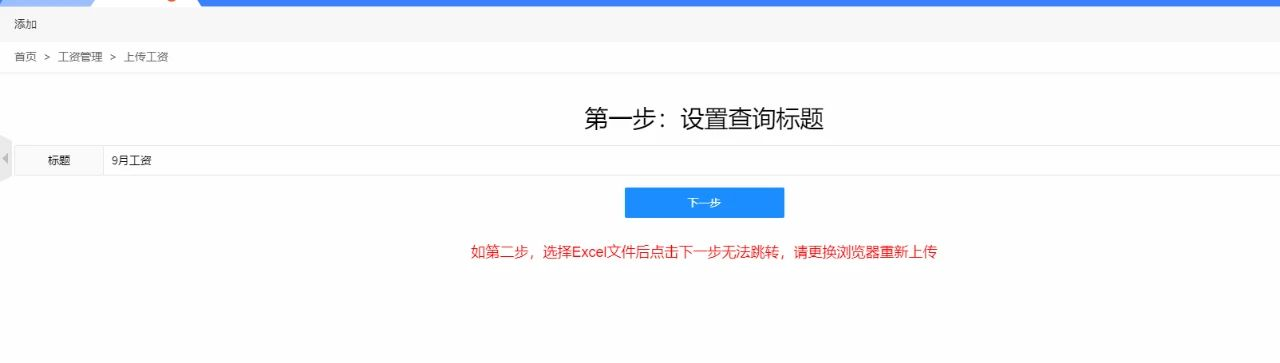 添加
首页 > 工资管理 > 上传工资
第一步：设置查询标题
标题 9月工资
下一步
如第二步，选择Excel文件后点击下一步无法跳转，请更换浏览器重新上传